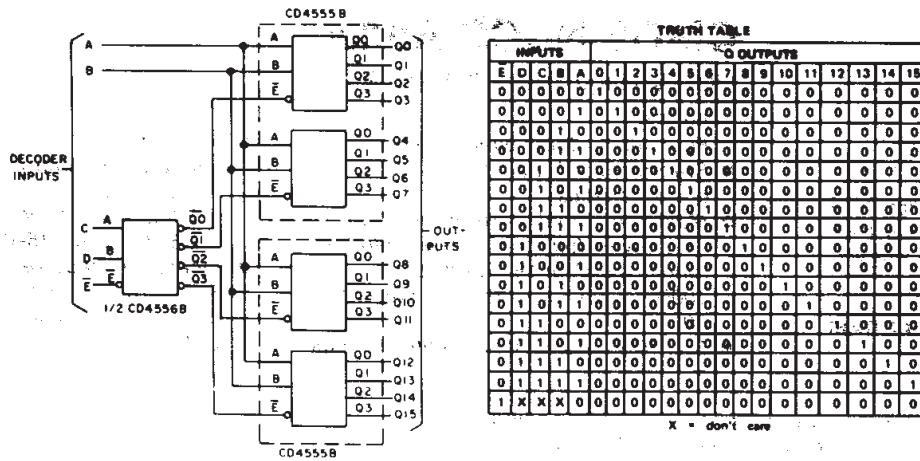 CD4555B
A
B
A
B
E̅
Q0
Q1
Q2
Q3
Q0
Q1
Q2
Q3
A
B
E̅
Q0
Q1
Q2
Q3
Q4
Q5
Q6
Q7
DECODER
INPUTS
C
D
E̅
A
B
E̅
Q̅0
Q̅1
Q̅2
Q̅3
1/2 CD4556B
OUT-
PUTS
A
B
E̅
Q0
Q1
Q2
Q3
Q8
Q9
Q10
Q11
A
B
E̅
Q0
Q1
Q2
Q3
Q12
Q13
Q14
Q15
CD4555B
TRUTH TABLE
INPUTS Q OUTPUTS
E̅ D C B A 0 1 2 3 4 5 6 7 8 9 10 11 12 13 14 15
0 0 0 0 0 1 0 0 0 0 0 0 0 0 0 0 0 0 0 0 0
0 0 0 0 1 0 1 0 0 0 0 0 0 0 0 0 0 0 0 0 0
0 0 0 1 0 0 0 1 0 0 0 0 0 0 0 0 0 0 0 0 0
0 0 0 1 1 0 0 0 1 0 0 0 0 0 0 0 0 0 0 0 0
0 0 1 0 0 0 0 0 0 1 0 0 0 0 0 0 0 0 0 0 0
0 0 1 0 1 0 0 0 0 0 1 0 0 0 0 0 0 0 0 0 0
0 0 1 1 0 0 0 0 0 0 0 1 0 0 0 0 0 0 0 0 0
0 0 1 1 1 0 0 0 0 0 0 0 1 0 0 0 0 0 0 0 0
0 1 0 0 0 0 0 0 0 0 0 0 0 1 0 0 0 0 0 0 0
0 1 0 0 1 0 0 0 0 0 0 0 0 0 1 0 0 0 0 0 0
0 1 0 1 0 0 0 0 0 0 0 0 0 0 0 1 0 0 0 0 0
0 1 0 1 1 0 0 0 0 0 0 0 0 0 0 0 1 0 0 0 0
0 1 1 0 0 0 0 0 0 0 0 0 0 0 0 0 0 1 0 0 0
0 1 1 0 1 0 0 0 0 0 0 0 0 0 0 0 0 0 1 0 0
0 1 1 1 0 0 0 0 0 0 0 0 0 0 0 0 0 0 0 1 0
0 1 1 1 1 0 0 0 0 0 0 0 0 0 0 0 0 0 0 0 1
1 X X X 0 0 0 0 0 0 0 0 0 0 0 0 0 0 0 0 0
X = don't care